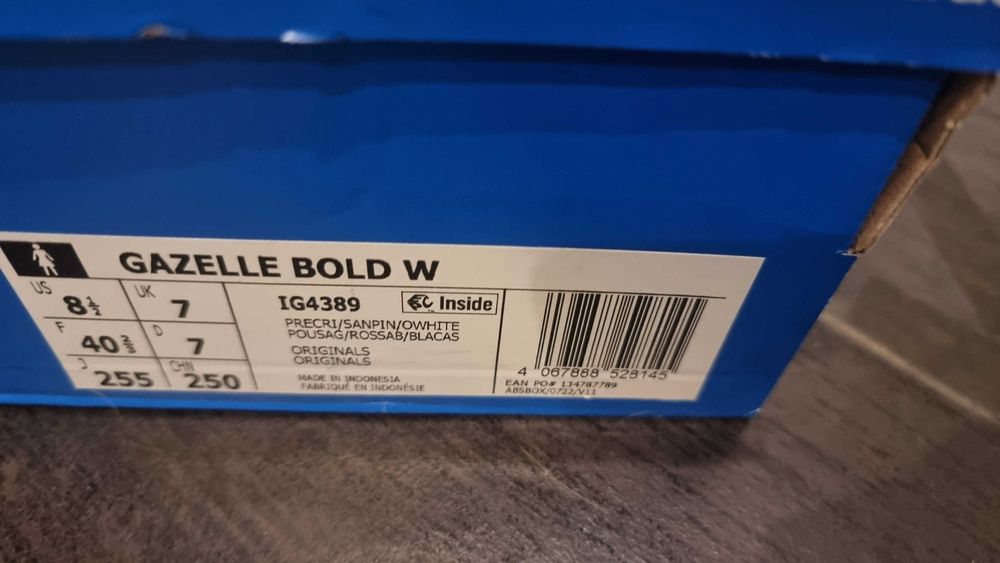 GAZELLE BOLD W
US 8½ UK 7
F 40⅔ D 7
J 255 CHN 250
IG4389 Inside
PRECRI/SANPIN/OWHITE
POUSAG/ROSSAB/BLACAS
ORIGINALS
ORIGINALS
MADE IN INDONESIA
FABRIQUÉ EN INDONÉSIE
4 067888 528145
EAN PO# 134787789
ABSBOX/0722/V11